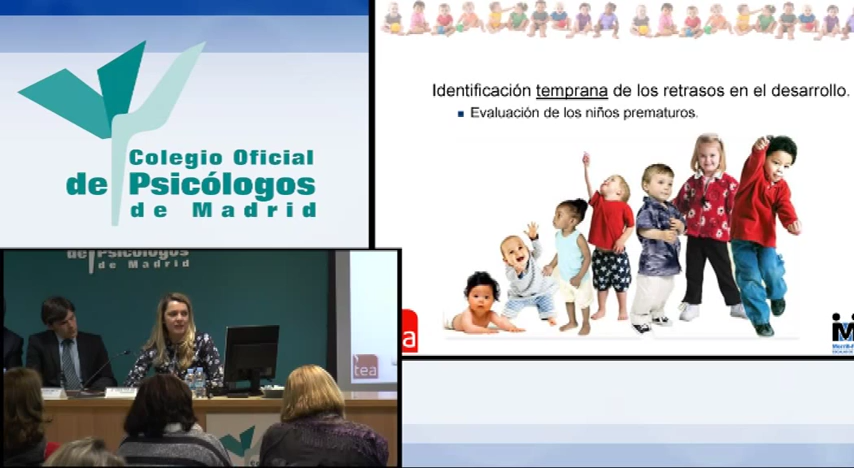 Colegio Oficial
de Psicólogos
de Madrid
Identificación temprana de los retrasos en el desarrollo.
Evaluación de los niños prematuros.
de Psicólogos
de Madrid
tea
a
M